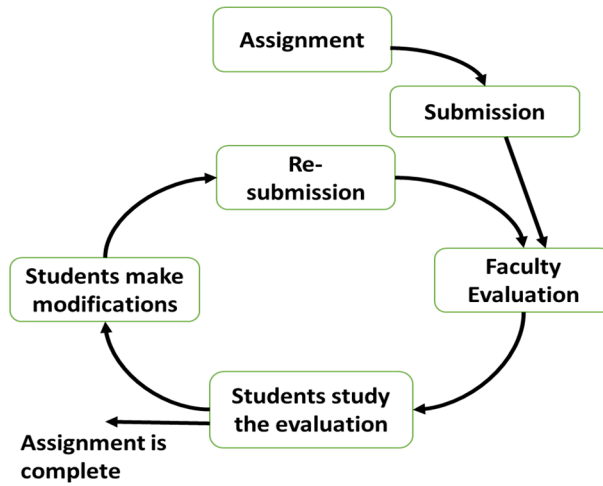 Assignment
Submission
Re-
submission
Faculty
Evaluation
Students make
modifications
Students study
the evaluation
Assignment is
complete